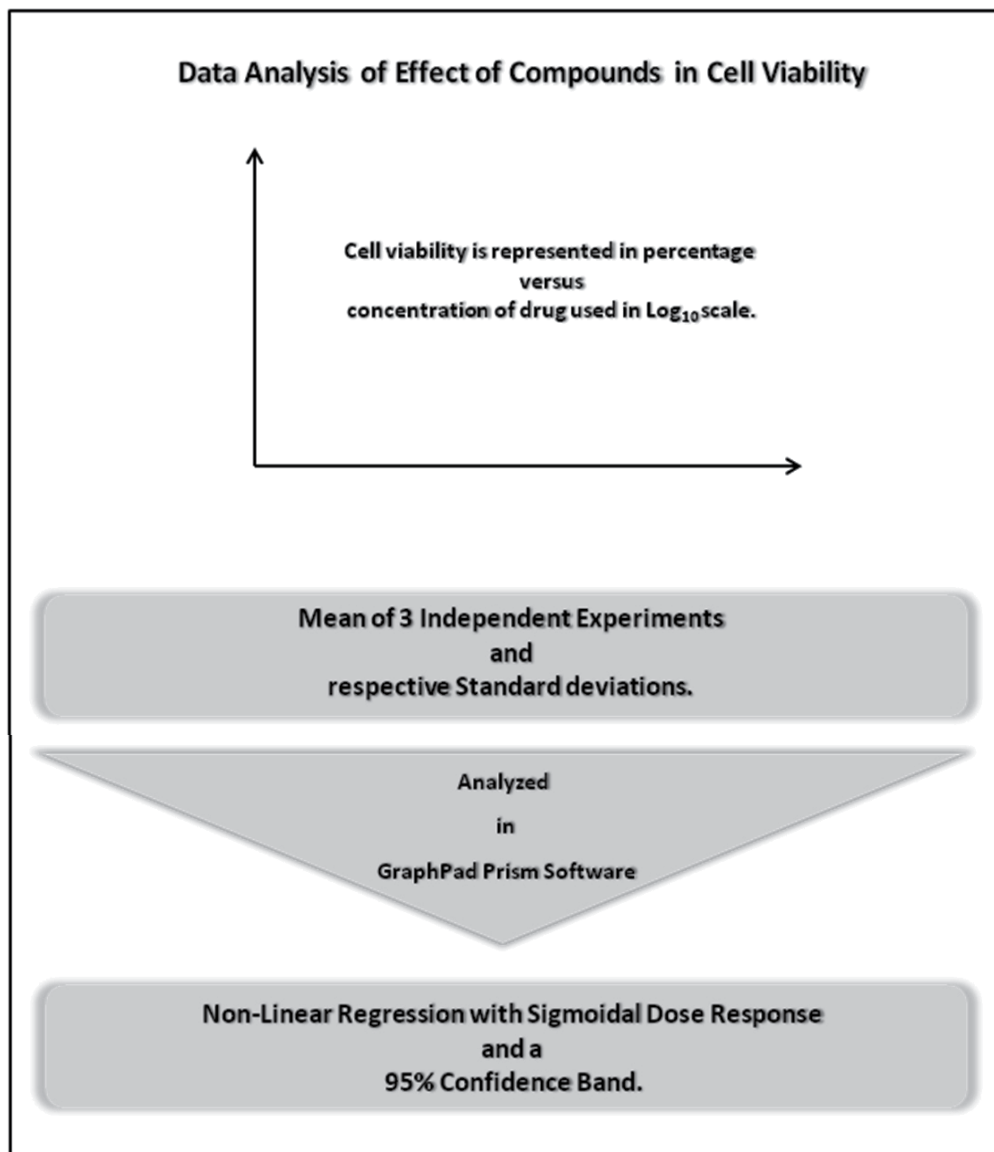 Data Analysis of Effect of Compounds in Cell Viability
Cell viability is represented in percentage
versus
concentration of drug used in Log₁₀ scale.
Mean of 3 Independent Experiments
and
respective Standard deviations.
Analyzed
in
GraphPad Prism Software
Non-Linear Regression with Sigmoidal Dose Response
and a
95% Confidence Band.